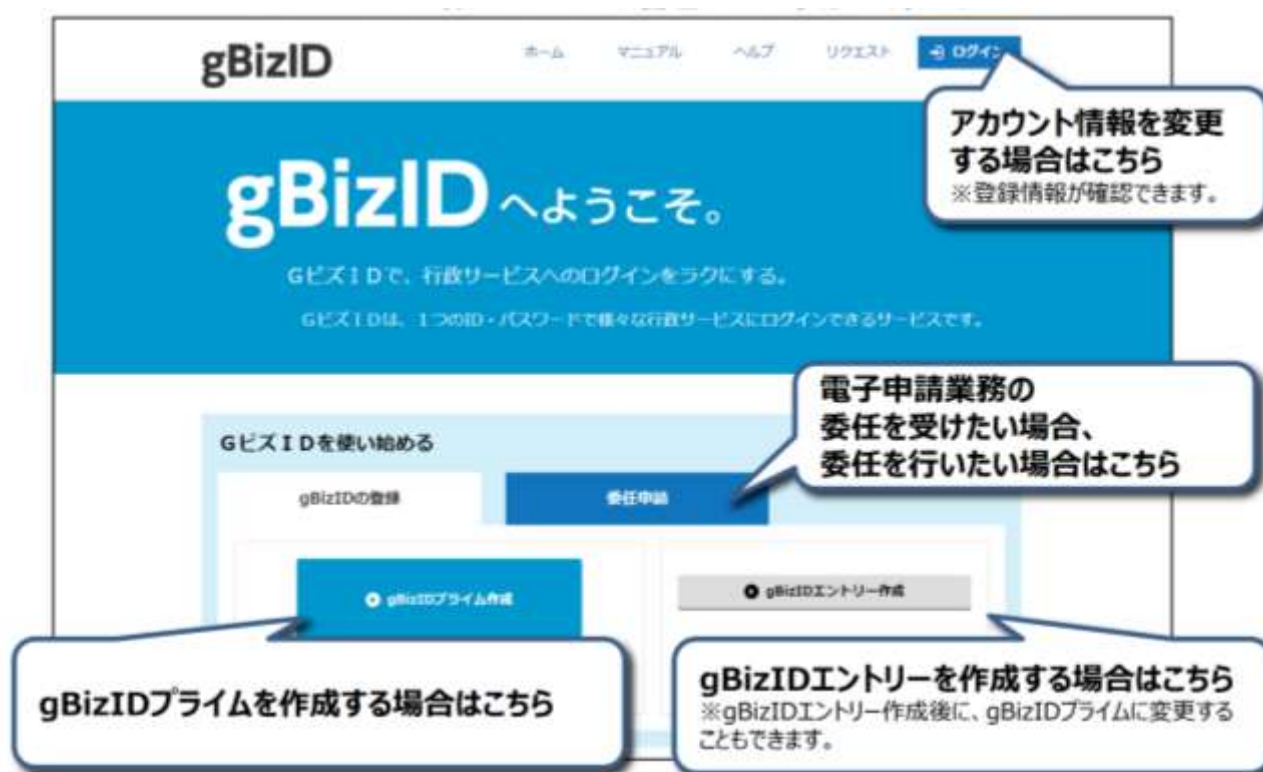 gBizID
ホーム マニュアル ヘルプ リクエスト ログイン
アカウント情報を変更
する場合はこちら
※登録情報が確認できます。
gBizIDへようこそ。
GビズIDで、行政サービスへのログインをラクにする。
GビズIDは、1つのID・パスワードで様々な行政サービスにログインできるサービスです。
電子申請業務の
委任を受けたい場合、
委任を行いたい場合はこちら
GビズIDを使い始める
gBizIDの登録 委任申請
gBizIDプライム作成 gBizIDエントリー作成
gBizIDプライムを作成する場合はこちら
gBizIDエントリーを作成する場合はこちら
※gBizIDエントリー作成後に、gBizIDプライムに変更する
こともできます。